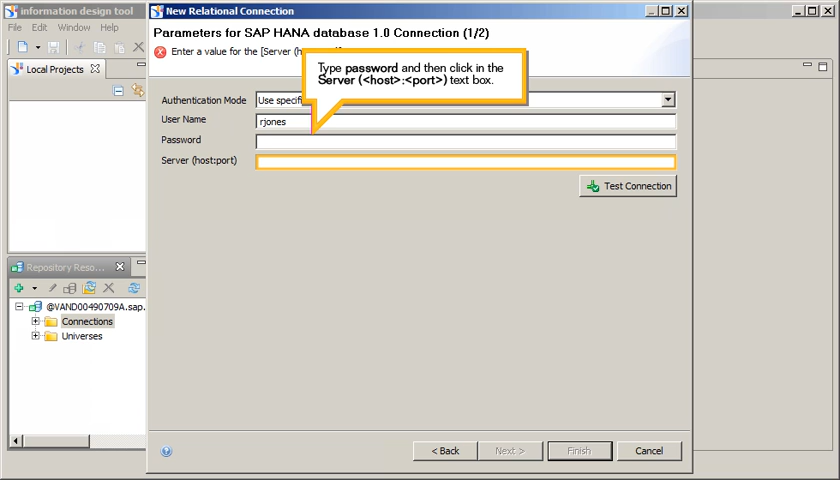 information design tool
File Edit Window Help
Local Projects
Repository Reso...
@VAND00490709A.sap.
Connections
Universes
New Relational Connection
Parameters for SAP HANA database 1.0 Connection (1/2)
Enter a value for the [Server (h
Type password and then click in the
Server (<host>:<port>) text box.
Authentication Mode Use specifi
User Name rjones
Password
Server (host:port)
Test Connection
< Back Next > Finish Cancel